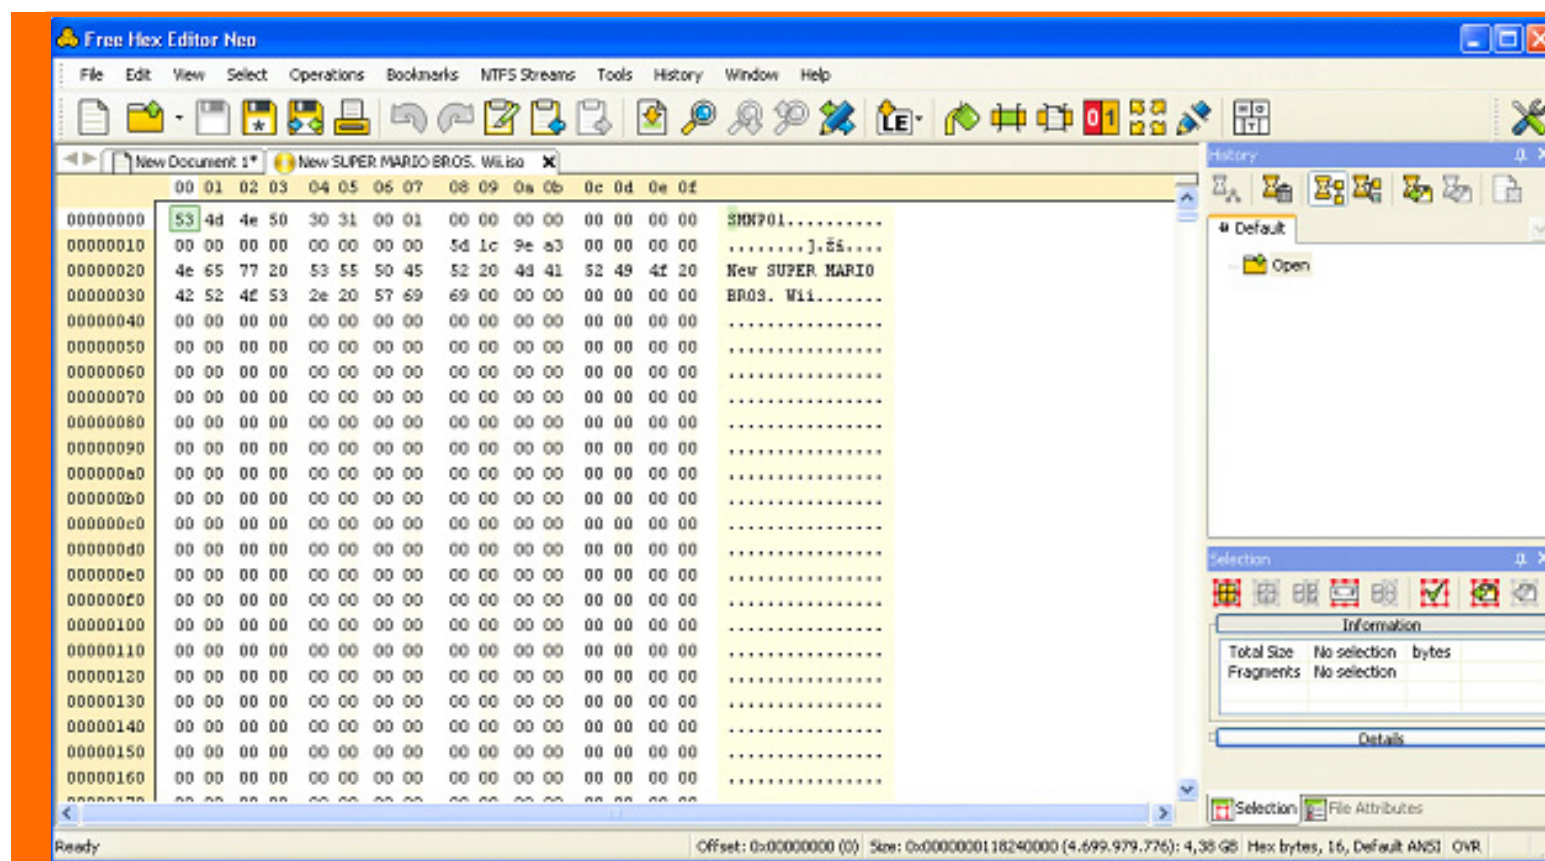 Free Hex Editor Neo
File Edit View Select Operations Bookmarks NTFS Streams Tools History Window Help
LE 0 1
New Document 1* New SUPER MARIO BROS. Wii.iso
History
00 01 02 03 04 05 06 07 08 09 0a 0b 0c 0d 0e 0f
00000000 53 4d 4e 50 30 31 00 01 00 00 00 00 00 00 00 00 SMNP01..........
00000010 00 00 00 00 00 00 00 00 5d 1c 9e a3 00 00 00 00 ........].žŁ....
00000020 4e 65 77 20 53 55 50 45 52 20 4d 41 52 49 4f 20 New SUPER MARIO
00000030 42 52 4f 53 2e 20 57 69 69 00 00 00 00 00 00 00 BROS. Wii.......
00000040 00 00 00 00 00 00 00 00 00 00 00 00 00 00 00 00 ................
00000050 00 00 00 00 00 00 00 00 00 00 00 00 00 00 00 00 ................
00000060 00 00 00 00 00 00 00 00 00 00 00 00 00 00 00 00 ................
00000070 00 00 00 00 00 00 00 00 00 00 00 00 00 00 00 00 ................
00000080 00 00 00 00 00 00 00 00 00 00 00 00 00 00 00 00 ................
00000090 00 00 00 00 00 00 00 00 00 00 00 00 00 00 00 00 ................
000000a0 00 00 00 00 00 00 00 00 00 00 00 00 00 00 00 00 ................
000000b0 00 00 00 00 00 00 00 00 00 00 00 00 00 00 00 00 ................
000000c0 00 00 00 00 00 00 00 00 00 00 00 00 00 00 00 00 ................
000000d0 00 00 00 00 00 00 00 00 00 00 00 00 00 00 00 00 ................
000000e0 00 00 00 00 00 00 00 00 00 00 00 00 00 00 00 00 ................
000000f0 00 00 00 00 00 00 00 00 00 00 00 00 00 00 00 00 ................
00000100 00 00 00 00 00 00 00 00 00 00 00 00 00 00 00 00 ................
00000110 00 00 00 00 00 00 00 00 00 00 00 00 00 00 00 00 ................
00000120 00 00 00 00 00 00 00 00 00 00 00 00 00 00 00 00 ................
00000130 00 00 00 00 00 00 00 00 00 00 00 00 00 00 00 00 ................
00000140 00 00 00 00 00 00 00 00 00 00 00 00 00 00 00 00 ................
00000150 00 00 00 00 00 00 00 00 00 00 00 00 00 00 00 00 ................
00000160 00 00 00 00 00 00 00 00 00 00 00 00 00 00 00 00 ................
Default
Open
Selection
Information
Total Size No selection bytes
Fragments No selection
Details
Selection File Attributes
Ready Offset: 0x00000000 (0) Size: 0x0000000118240000 (4.699.979.776): 4,38 GB Hex bytes, 16, Default ANSI OVR